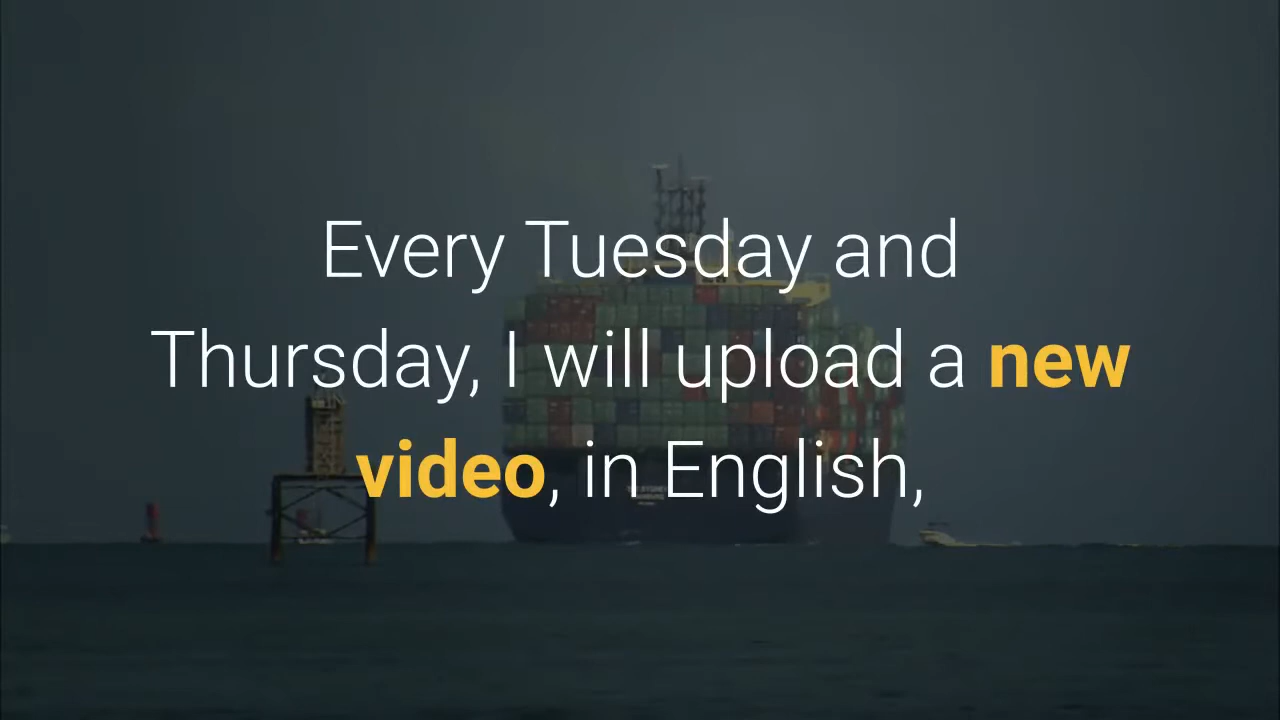 Every Tuesday and
Thursday, I will upload a new
video, in English,